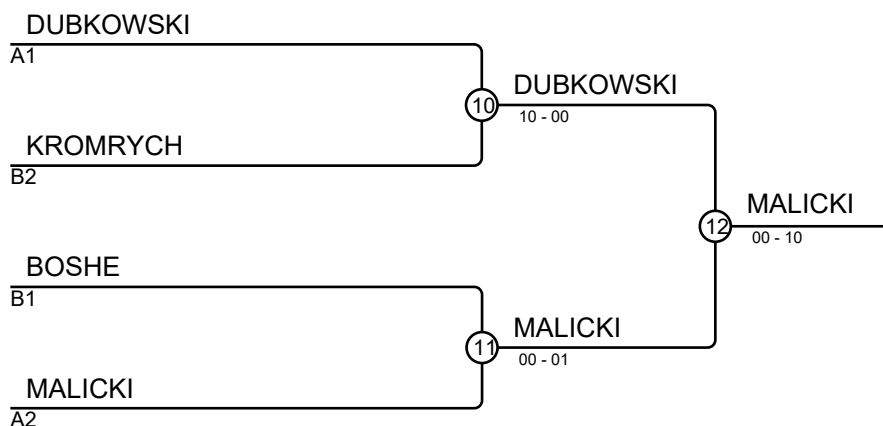 DUBKOWSKI
A1
10
DUBKOWSKI
10 - 00
KROMRYCH
B2
12
MALICKI
00 - 10
BOSHE
B1
11
MALICKI
00 - 01
MALICKI
A2